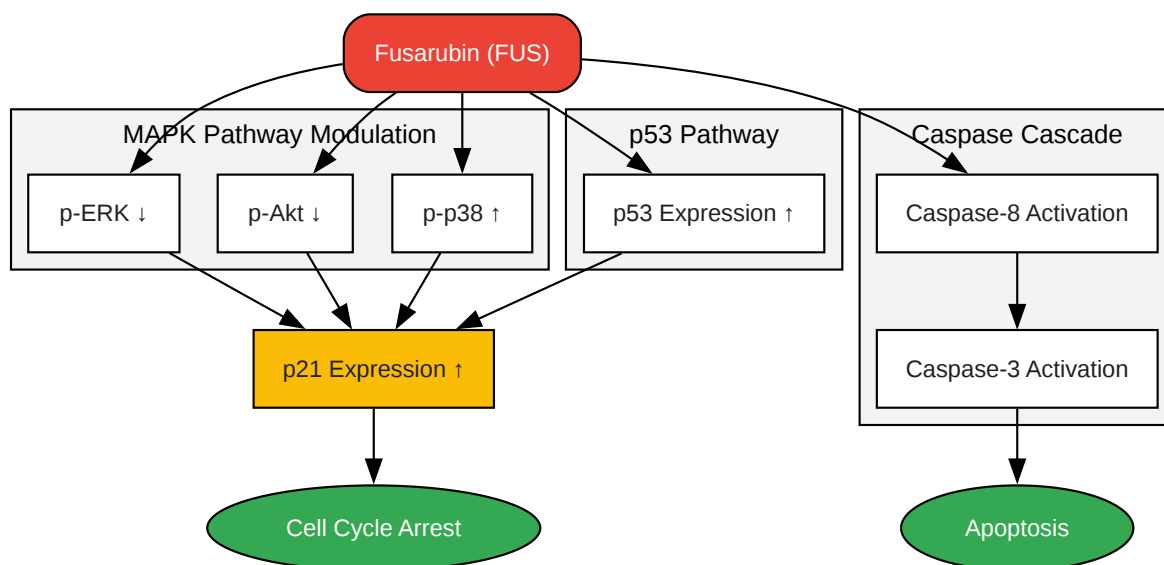 Fusarubin (FUS)
MAPK Pathway Modulation
p53 Pathway
Caspase Cascade
p-ERK ↓
p-Akt ↓
p-p38 ↑
p53 Expression ↑
Caspase-8 Activation
p21 Expression ↑
Caspase-3 Activation
Cell Cycle Arrest
Apoptosis